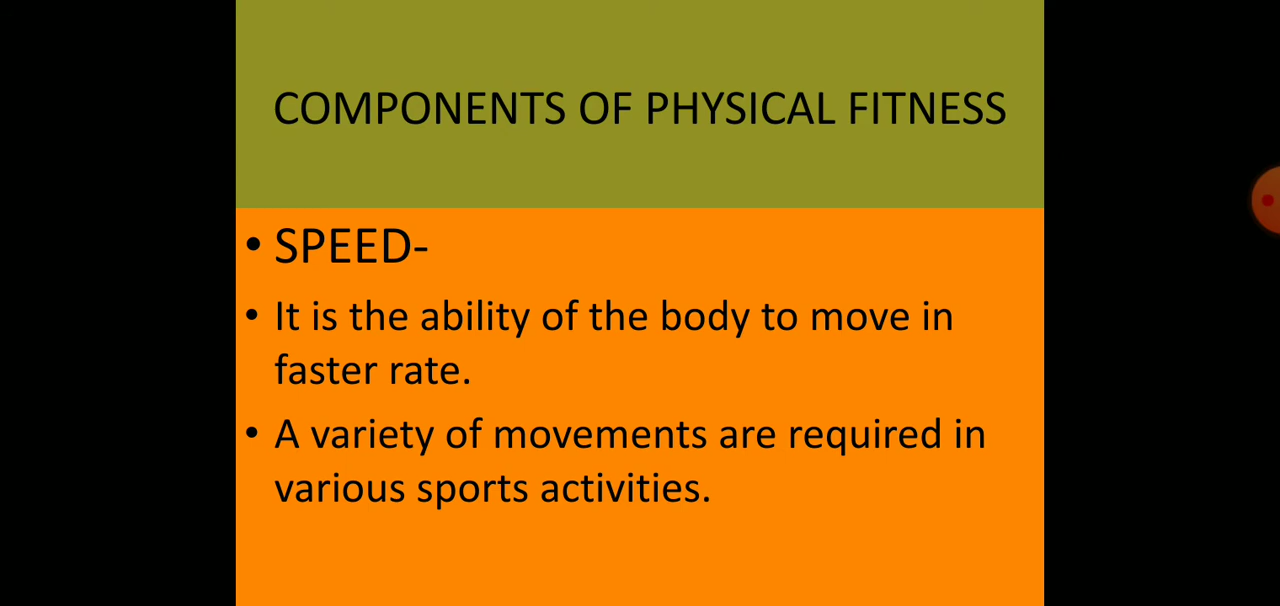 COMPONENTS OF PHYSICAL FITNESS
• SPEED-
• It is the ability of the body to move in
faster rate.
• A variety of movements are required in
various sports activities.